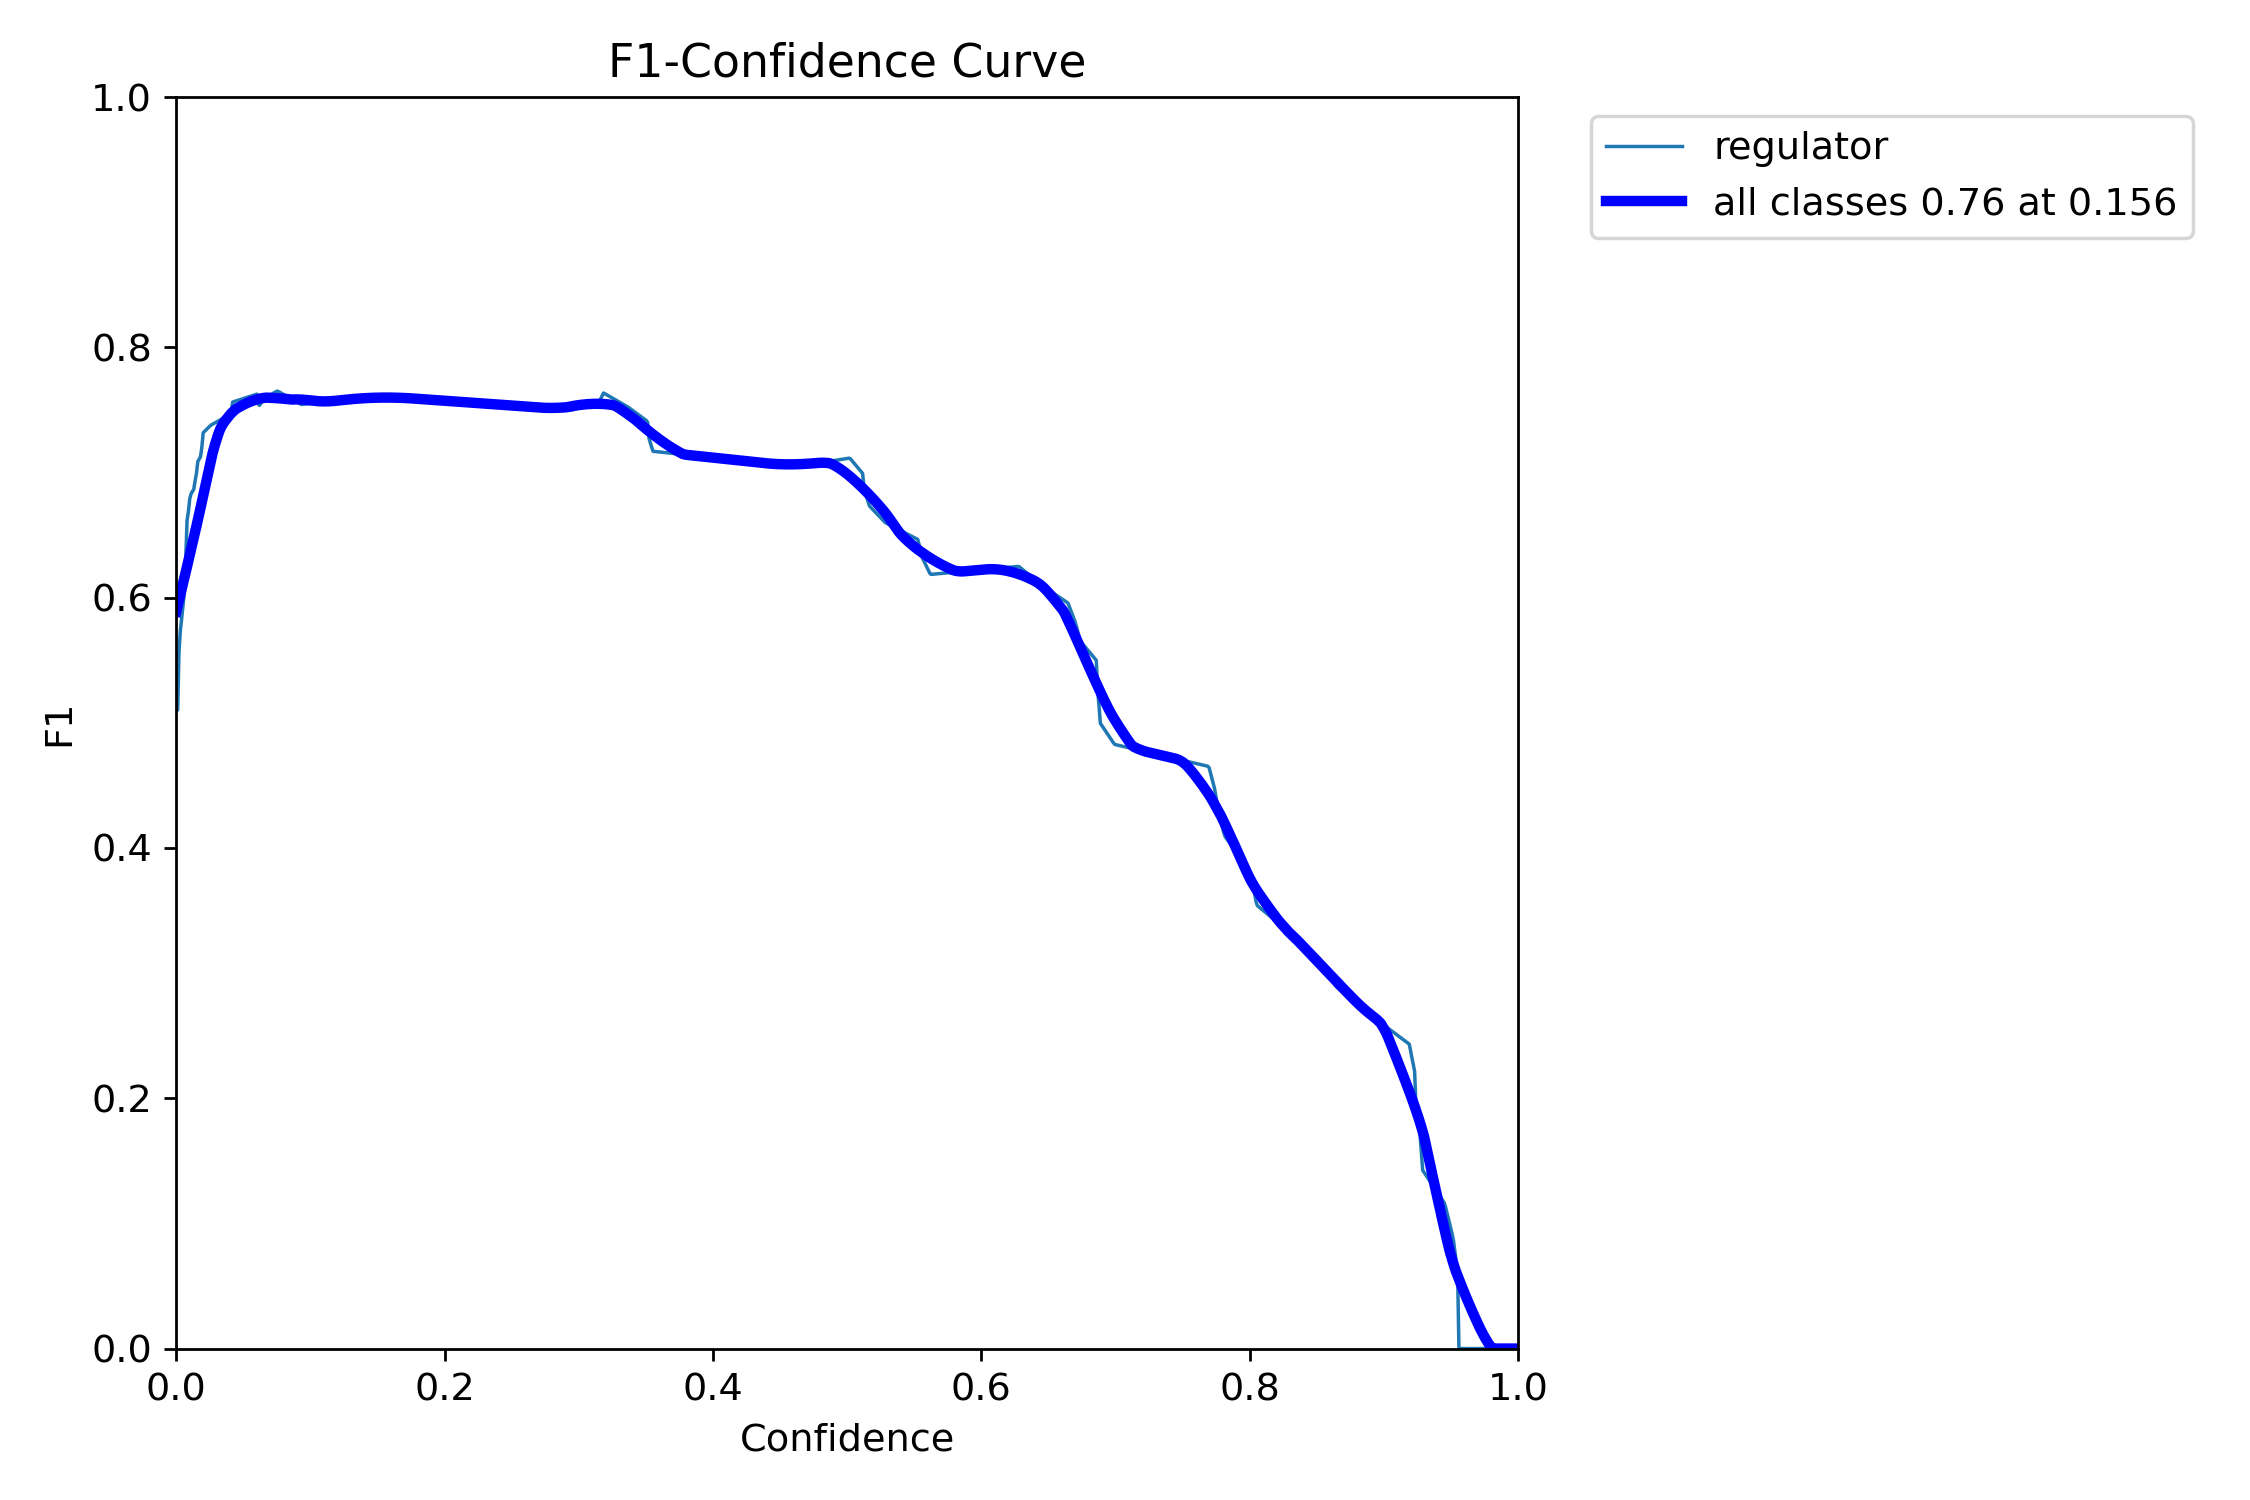 F1-Confidence Curve
regulator
all classes 0.76 at 0.156
1.0
0.8
0.6
0.4
0.2
0.0
F1
0.0 0.2 0.4 0.6 0.8 1.0
Confidence